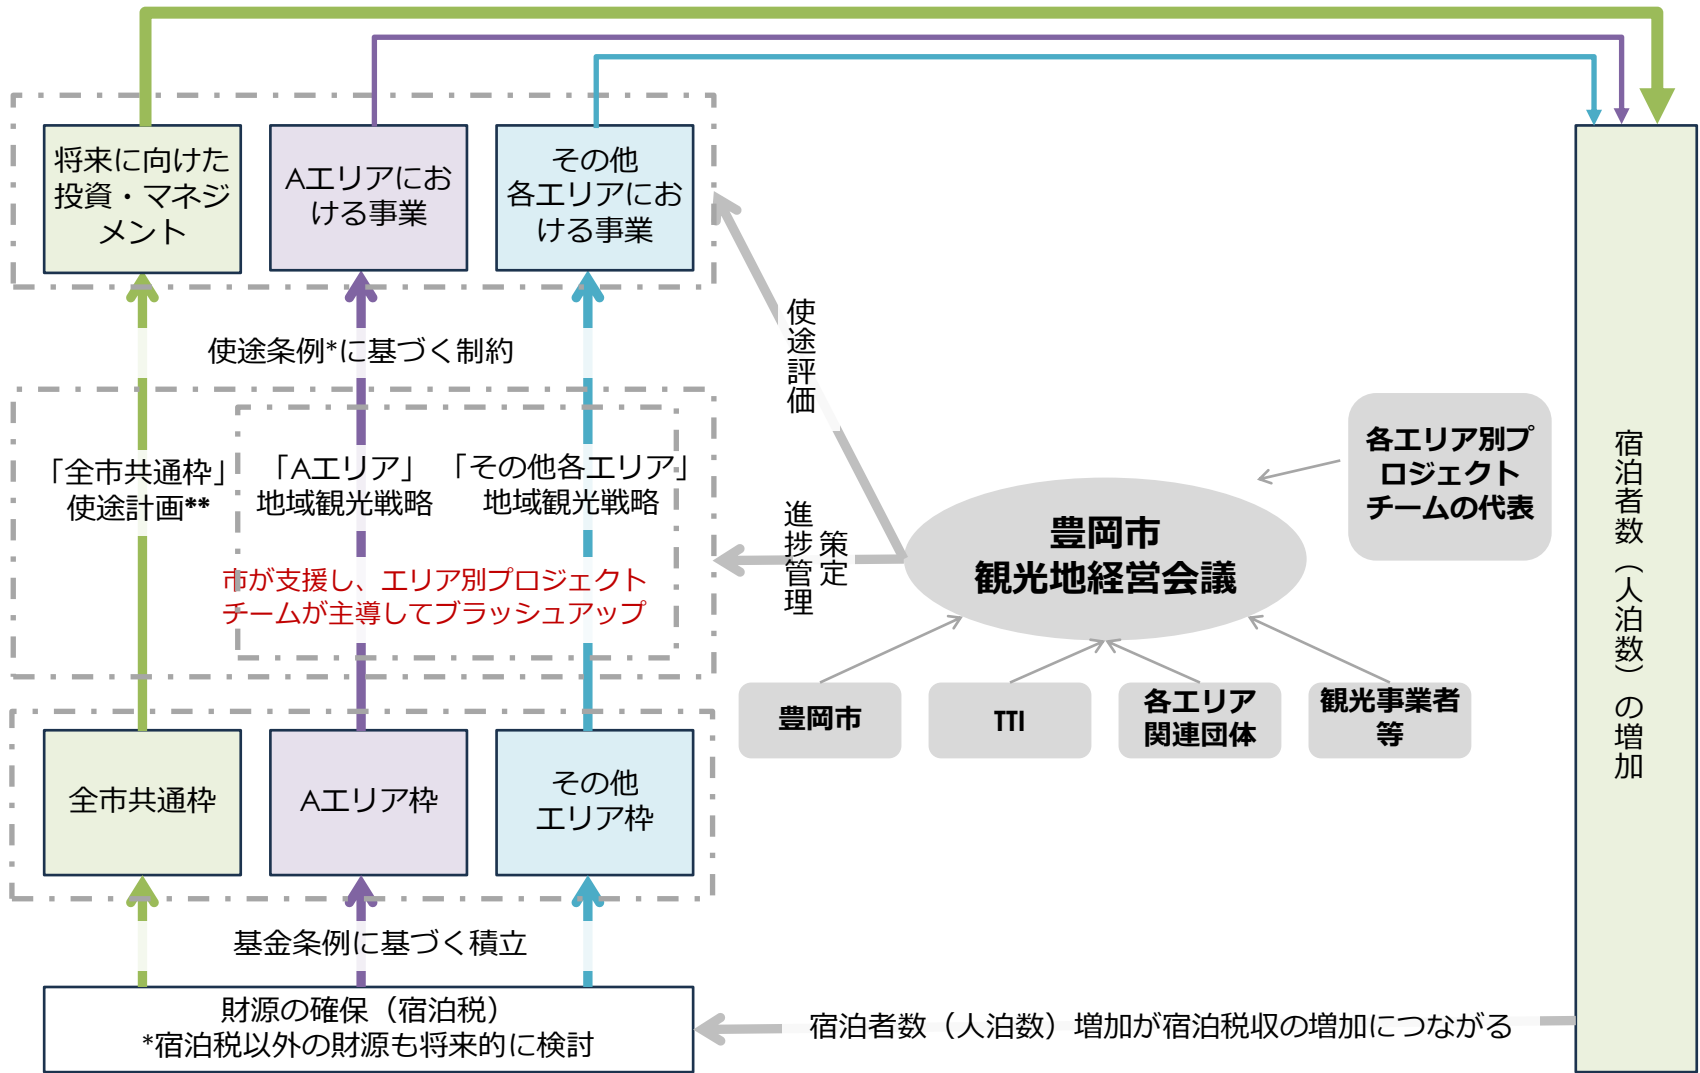 将来に向けた
投資・マネジ
メント
Aエリアにお
ける事業
その他
各エリアにお
ける事業
使途条例*に基づく制約
使途評価
「全市共通枠」
使途計画**
「Aエリア」
地域観光戦略
「その他各エリア」
地域観光戦略
市が支援し、エリア別プロジェクト
チームが主導してブラッシュアップ
策定
進捗管理
豊岡市
観光地経営会議
各エリア別プ
ロジェクト
チームの代表
豊岡市
TTI
各エリア
関連団体
観光事業者
等
宿泊者数（人泊数）の増加
全市共通枠
Aエリア枠
その他
エリア枠
基金条例に基づく積立
財源の確保（宿泊税）
*宿泊税以外の財源も将来的に検討
宿泊者数（人泊数）増加が宿泊税収の増加につながる